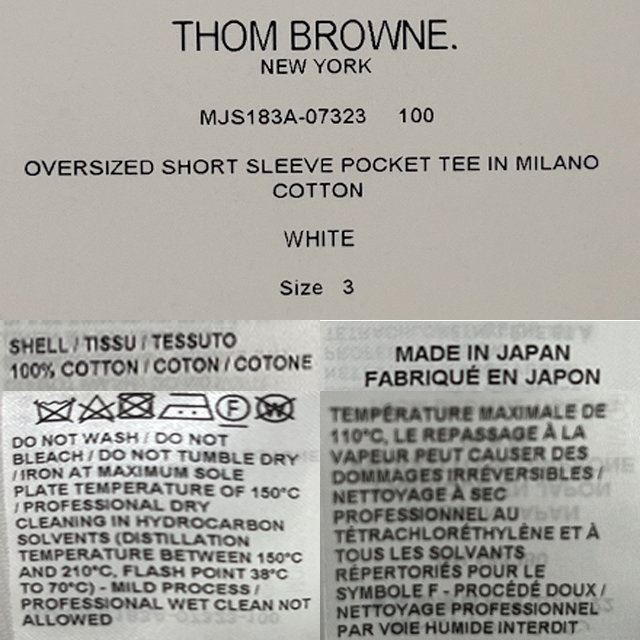 THOM BROWNE.
NEW YORK
MJS183A-07323 100
OVERSIZED SHORT SLEEVE POCKET TEE IN MILANO
COTTON
WHITE
Size 3
SHELL / TISSU / TESSUTO
100% COTTON / COTON / COTONE
MADE IN JAPAN
FABRIQUÉ EN JAPON
F W
DO NOT WASH / DO NOT
BLEACH / DO NOT TUMBLE DRY
/ IRON AT MAXIMUM SOLE
PLATE TEMPERATURE OF 150°C
/ PROFESSIONAL DRY
CLEANING IN HYDROCARBON
SOLVENTS (DISTILLATION
TEMPERATURE BETWEEN 150°C
AND 210°C, FLASH POINT 38°C
TO 70°C) - MILD PROCESS /
PROFESSIONAL WET CLEAN NOT
ALLOWED
TEMPÉRATURE MAXIMALE DE
110°C, LE REPASSAGE À LA
VAPEUR PEUT CAUSER DES
DOMMAGES IRRÉVERSIBLES /
NETTOYAGE À SEC
PROFESSIONNEL AU
TÉTRACHLORÉTHYLÈNE ET À
TOUS LES SOLVANTS
RÉPERTORIÉS POUR LE
SYMBOLE F - PROCÉDÉ DOUX /
NETTOYAGE PROFESSIONNEL
PAR VOIE HUMIDE INTERDIT